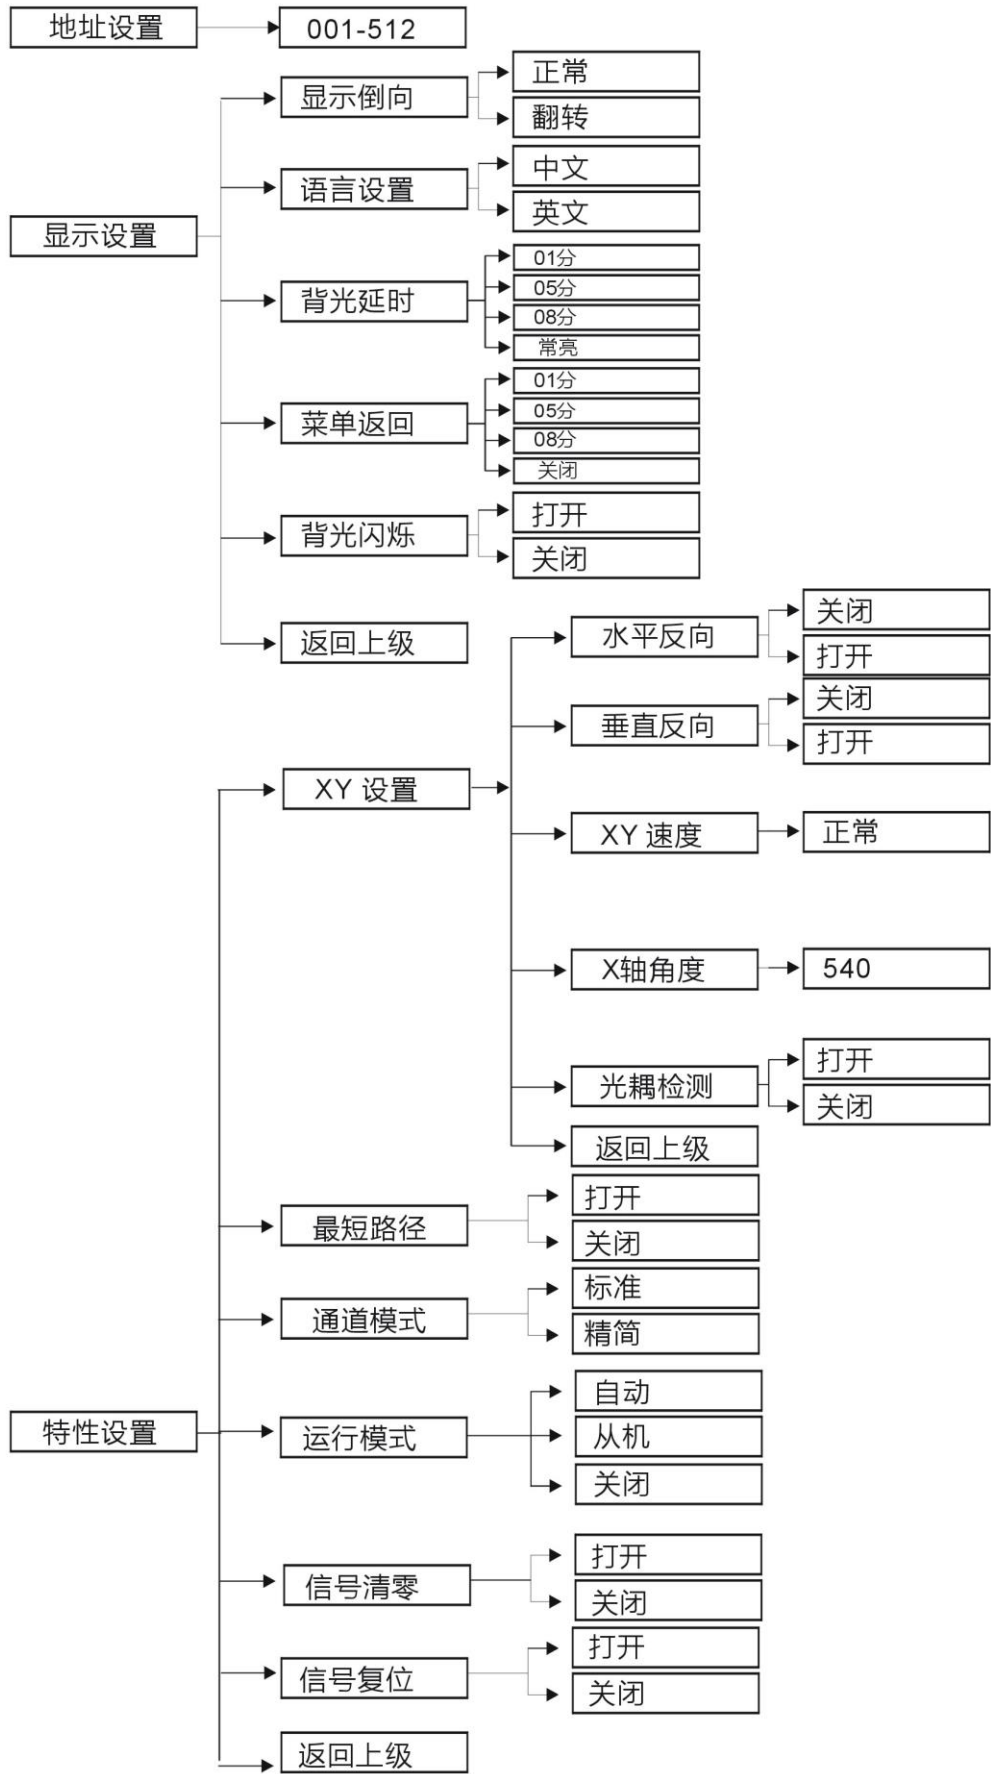 地址设置
001-512
显示设置
显示倒向
正常
翻转
语言设置
中文
英文
背光延时
01分
05分
08分
常亮
菜单返回
01分
05分
08分
关闭
背光闪烁
打开
关闭
返回上级
特性设置
XY 设置
水平反向
关闭
打开
垂直反向
关闭
打开
XY 速度
正常
X轴角度
540
光耦检测
打开
关闭
返回上级
最短路径
打开
关闭
通道模式
标准
精简
运行模式
自动
从机
关闭
信号清零
打开
关闭
信号复位
打开
关闭
返回上级